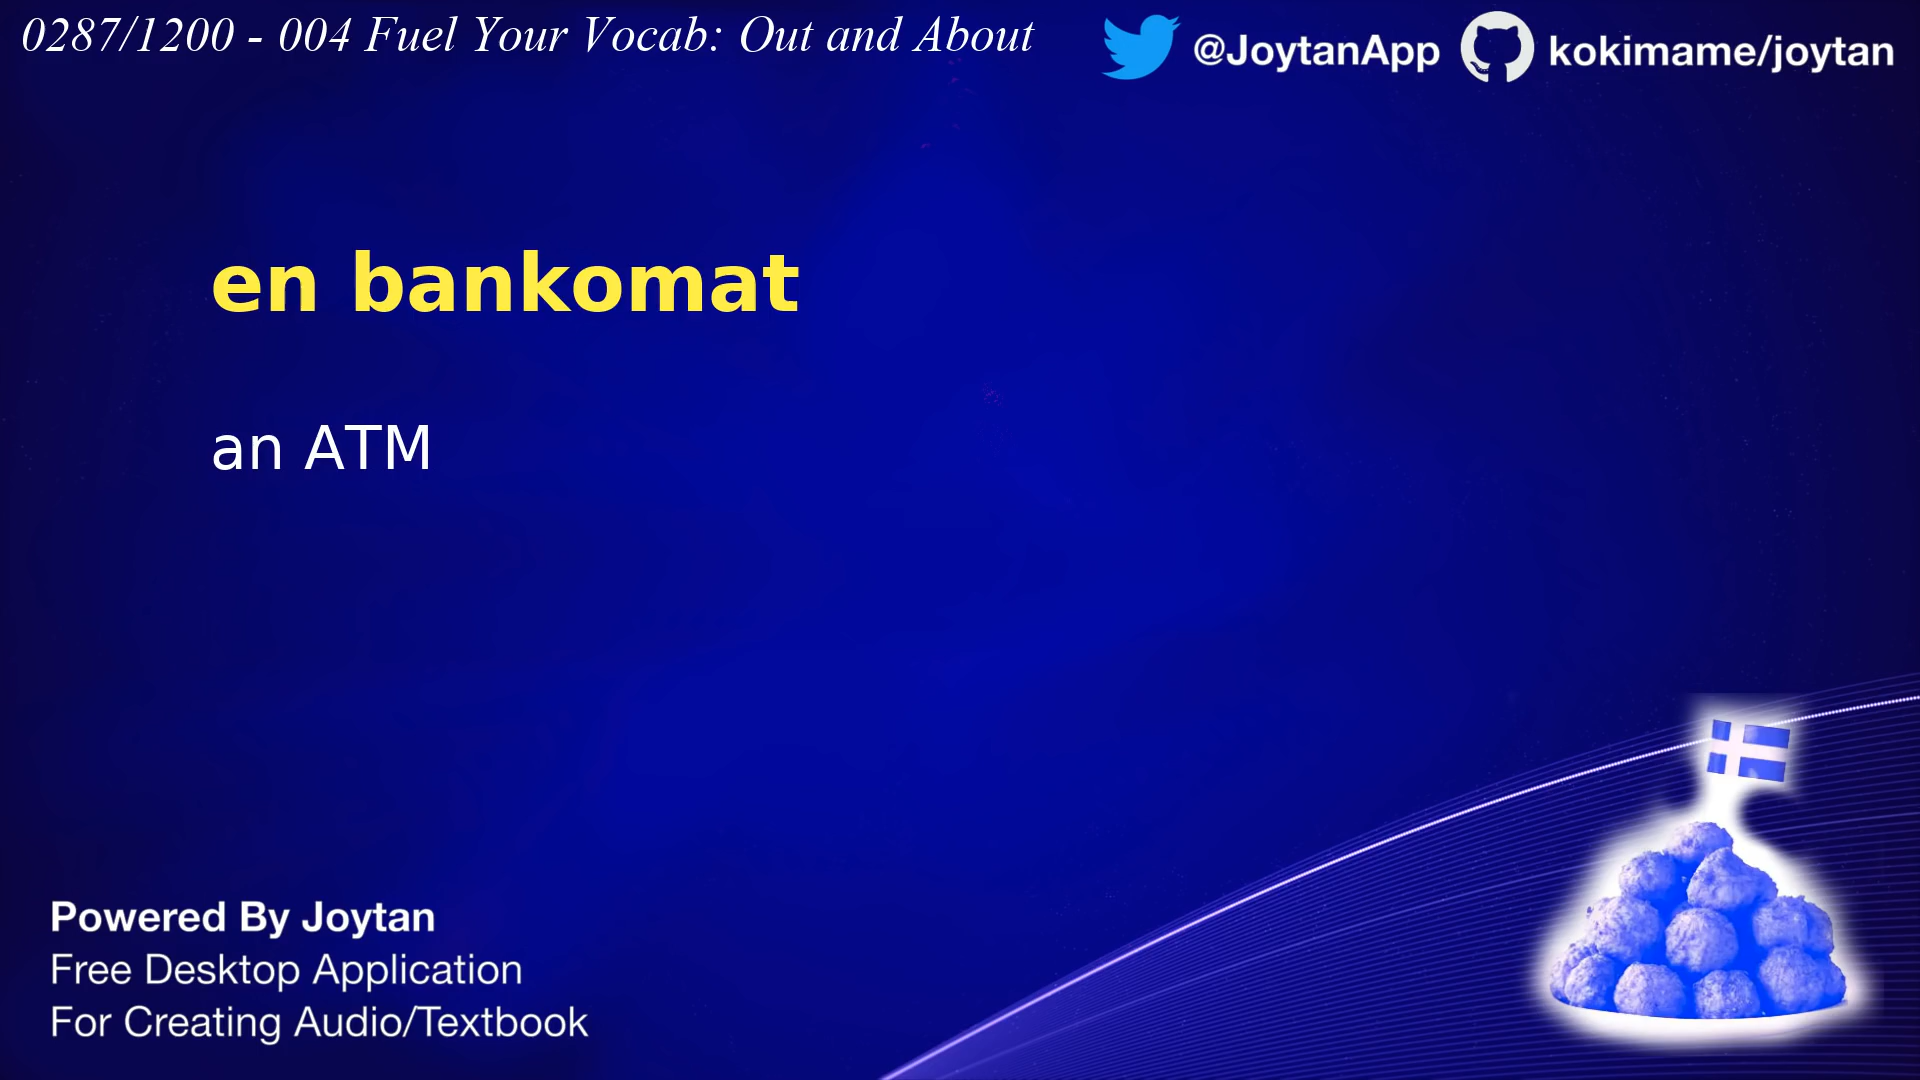 0287/1200 - 004 Fuel Your Vocab: Out and About
@JoytanApp
kokimame/joytan
en bankomat
an ATM
Powered By Joytan
Free Desktop Application
For Creating Audio/Textbook